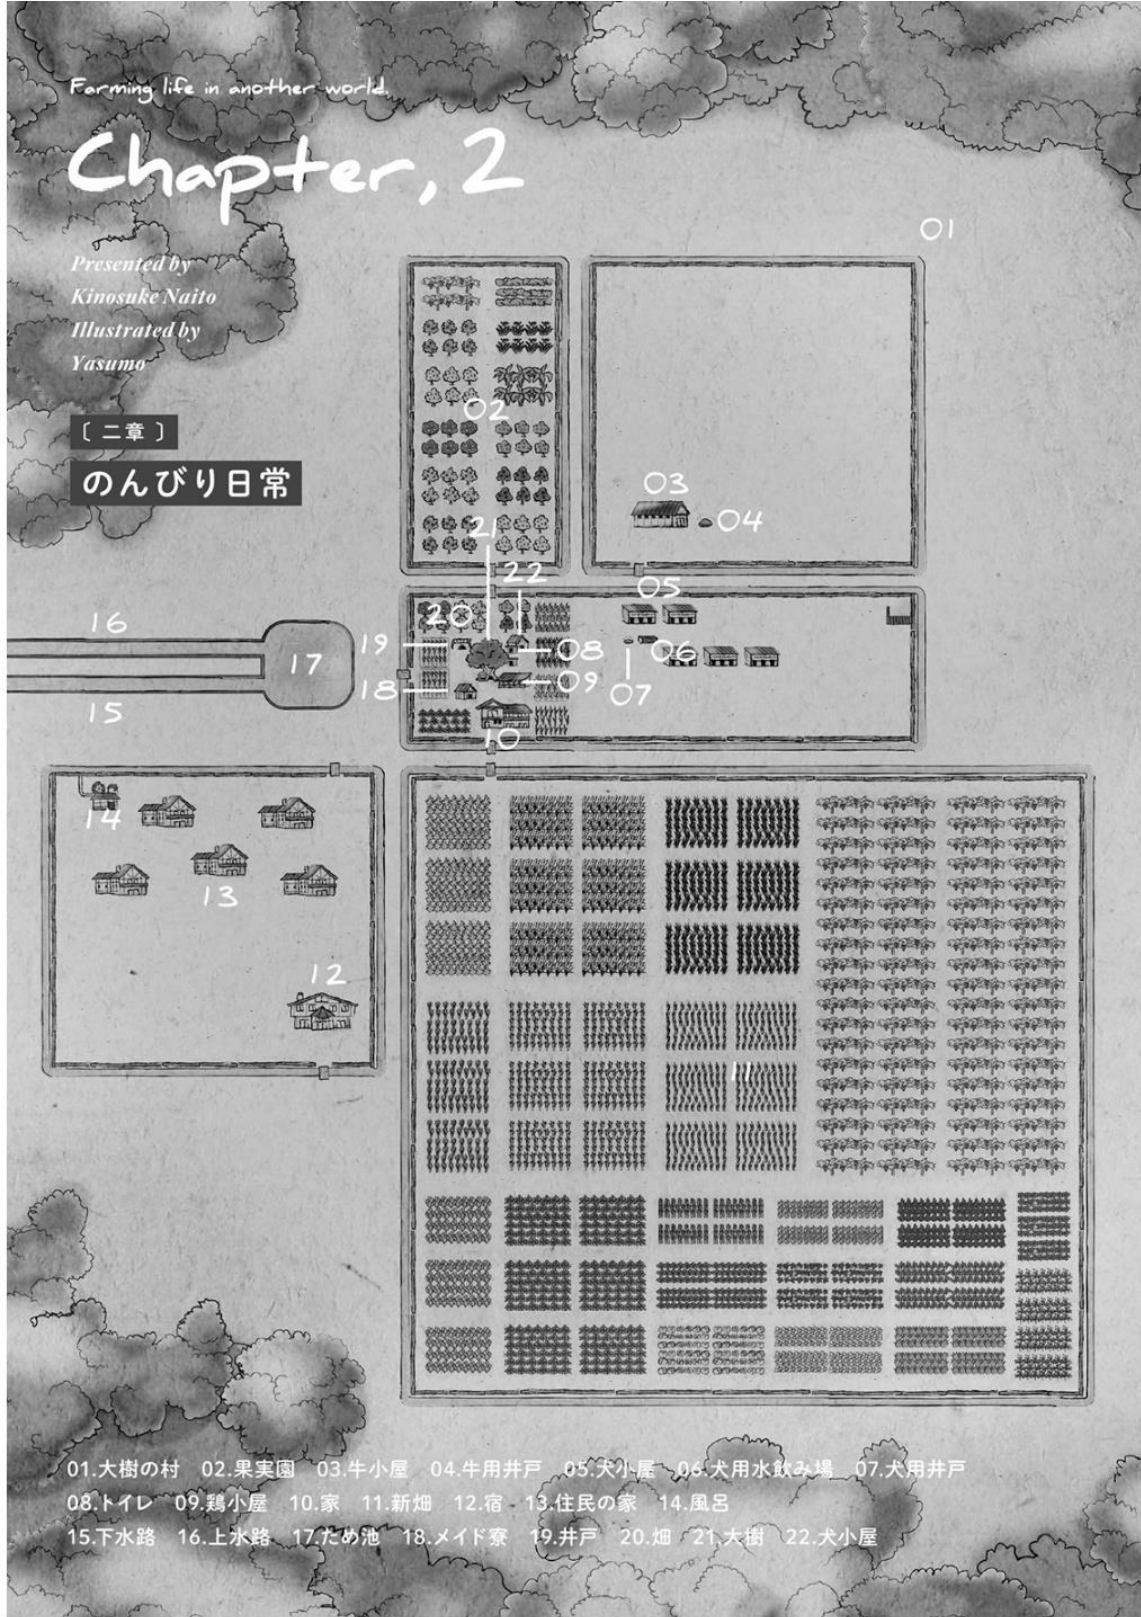 Farming life in another world.
Chapter, 2
Presented by
Kinosuke Naito
Illustrated by
Yasumo
〔 二章 〕
のんびり日常
01
02
03
04
21
22
05
16
20
19
08
06
17
18
09
07
15
10
14
13
12
11
01.大樹の村 02.果実園 03.牛小屋 04.牛用井戸 05.犬小屋 06.犬用水飲み場 07.犬用井戸
08.トイレ 09.鶏小屋 10.家 11.新畑 12.宿 13.住民の家 14.風呂
15.下水路 16.上水路 17.ため池 18.メイド寮 19.井戸 20.畑 21.大樹 22.犬小屋